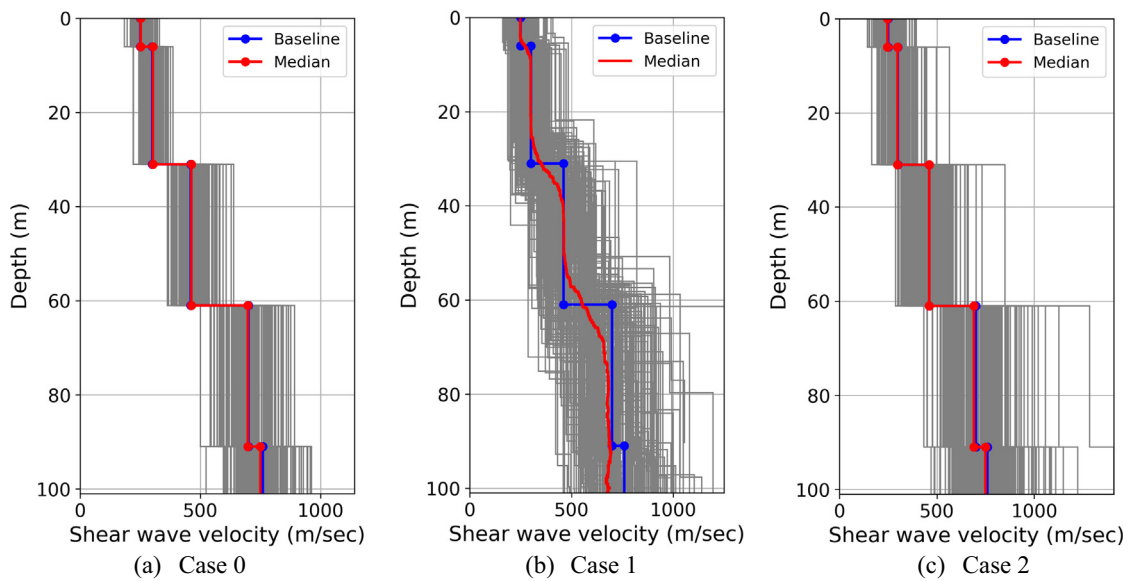 0
20
40
60
80
100
Depth (m)
Baseline
Median
0
500
1000
Shear wave velocity (m/sec)
(a) Case 0
0
20
40
60
80
100
Depth (m)
Baseline
Median
0
500
1000
Shear wave velocity (m/sec)
(b) Case 1
0
20
40
60
80
100
Depth (m)
Baseline
Median
0
500
1000
Shear wave velocity (m/sec)
(c) Case 2